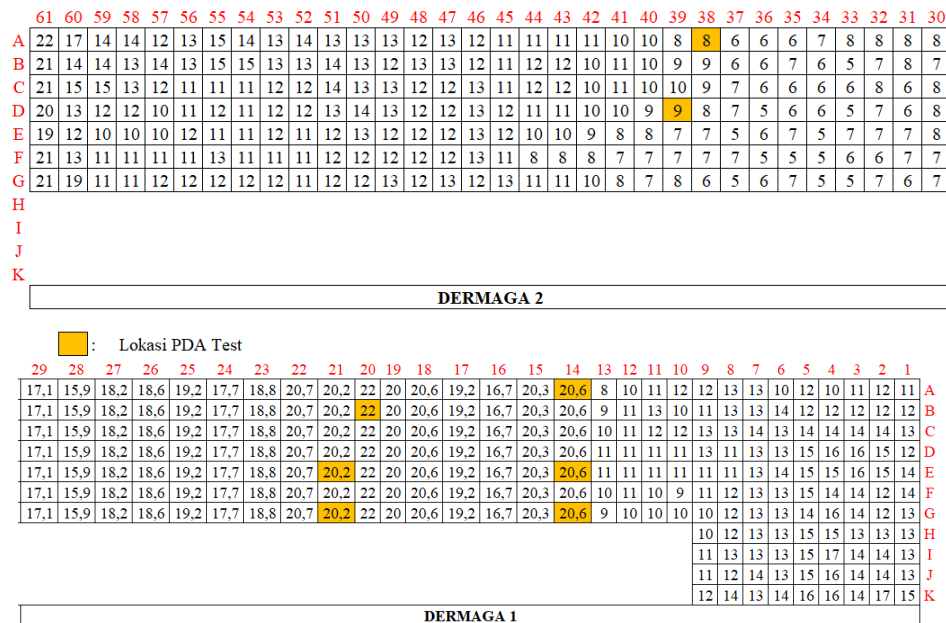 61 60 59 58 57 56 55 54 53 52 51 50 49 48 47 46 45 44 43 42 41 40 39 38 37 36 35 34 33 32 31 30
A 22 17 14 14 12 13 15 14 13 14 13 13 13 12 13 12 11 11 11 11 10 10 8 8 6 6 6 7 8 8 8 8
B 21 14 14 13 14 13 15 15 13 13 12 14 13 13 12 13 11 12 12 10 11 10 9 9 6 6 7 6 5 7 8 7
C 21 15 15 13 12 11 11 11 12 12 13 13 12 13 12 13 11 12 12 10 11 10 10 9 7 6 6 6 6 8 6 8
D 20 13 12 12 10 11 12 11 12 12 13 14 13 12 12 13 12 11 11 10 10 9 9 8 7 5 6 6 5 7 6 8
E 19 12 10 10 10 12 11 11 12 11 12 13 12 12 12 13 12 10 10 9 8 8 7 7 5 6 7 5 7 7 7 8
F 21 13 11 11 11 11 13 11 11 11 12 12 12 12 12 13 11 8 8 8 7 7 7 7 7 5 5 5 6 6 7 7
G 21 19 11 11 12 12 12 12 12 11 12 12 13 12 13 12 13 11 11 10 8 7 8 6 5 6 7 5 5 7 6 7
H
I
J
K
DERMAGA 2
: Lokasi PDA Test
29 28 27 26 25 24 23 22 21 20 19 18 17 16 15 14 13 12 11 10 9 8 7 6 5 4 3 2 1
17,1 15,9 18,2 18,6 19,2 17,7 18,8 20,7 20,2 22 20 20,6 19,2 16,7 20,3 20,6 8 10 11 12 12 13 13 10 12 10 11 12 11 A
17,1 15,9 18,2 18,6 19,2 17,7 18,8 20,7 20,2 22 20 20,6 19,2 16,7 20,3 20,6 9 11 13 10 11 13 13 14 12 12 12 12 12 B
17,1 15,9 18,2 18,6 19,2 17,7 18,8 20,7 20,2 22 20 20,6 19,2 16,7 20,3 20,6 10 11 12 12 13 13 14 13 14 14 14 14 13 C
17,1 15,9 18,2 18,6 19,2 17,7 18,8 20,7 20,2 22 20 20,6 19,2 16,7 20,3 20,6 11 11 11 11 13 11 13 13 15 16 16 15 12 D
17,1 15,9 18,2 18,6 19,2 17,7 18,8 20,7 20,2 22 20 20,6 19,2 16,7 20,3 20,6 11 11 11 11 11 11 13 14 15 15 16 15 14 E
17,1 15,9 18,2 18,6 19,2 17,7 18,8 20,7 20,2 22 20 20,6 19,2 16,7 20,3 20,6 10 11 10 9 11 12 13 13 15 14 14 12 14 F
17,1 15,9 18,2 18,6 19,2 17,7 18,8 20,7 20,2 22 20 20,6 19,2 16,7 20,3 20,6 9 10 10 10 10 12 13 13 14 16 14 12 13 G
10 12 13 13 15 15 13 13 13 H
11 13 13 13 15 17 14 14 13 I
11 12 14 13 15 16 14 14 13 J
12 14 13 14 16 16 14 17 15 K
DERMAGA 1